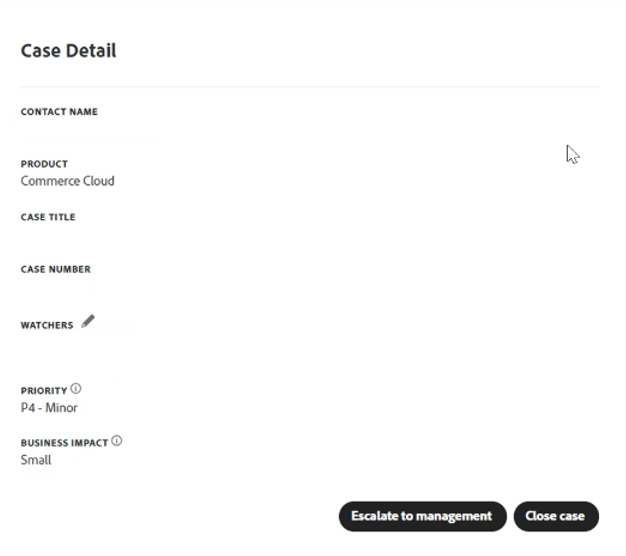 Case Detail
CONTACT NAME
PRODUCT
Commerce Cloud
CASE TITLE
CASE NUMBER
WATCHERS
PRIORITY
P4 - Minor
BUSINESS IMPACT
Small
Escalate to management Close case